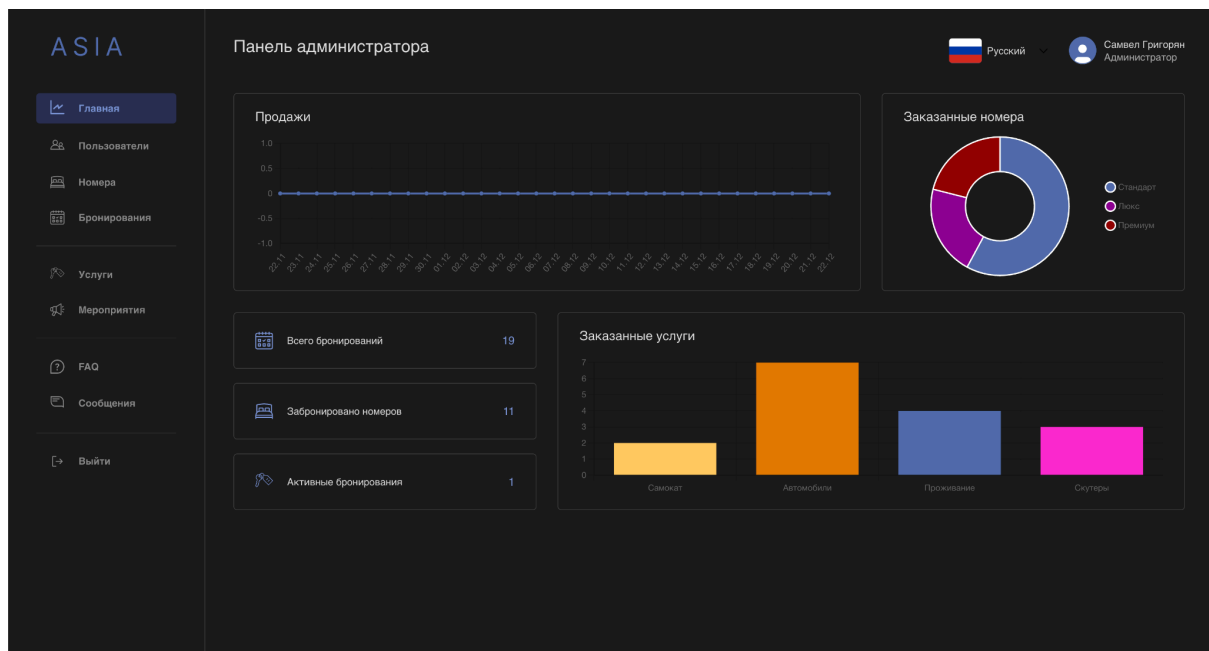 ASIA
Панель администратора
Русский
Самвел Григорян
Администратор
Главная
Пользователи
Номера
Бронирования
Услуги
Мероприятия
FAQ
Сообщения
Выйти
Продажи
1.0
0.5
0
-0.5
-1.0
22.11 23.11 24.11 25.11 26.11 27.11 28.11 29.11 30.11 01.12 02.12 03.12 04.12 05.12 06.12 07.12 08.12 09.12 10.12 11.12 12.12 13.12 14.12 15.12 16.12 17.12 18.12 19.12 20.12 21.12 22.12
Заказанные номера
Стандарт
Люкс
Премиум
Всего бронирований 19
Забронировано номеров 11
Активные бронирования 1
Заказанные услуги
7
6
5
4
3
2
1
0
Самокат Автомобили Проживание Скутеры